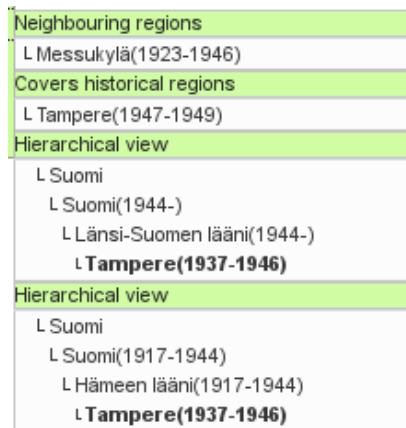 Neighbouring regions
Messukylä(1923-1946)
Covers historical regions
Tampere(1947-1949)
Hierarchical view
Suomi
Suomi(1944-)
Länsi-Suomen lääni(1944-)
Tampere(1937-1946)
Hierarchical view
Suomi
Suomi(1917-1944)
Hämeen lääni(1917-1944)
Tampere(1937-1946)